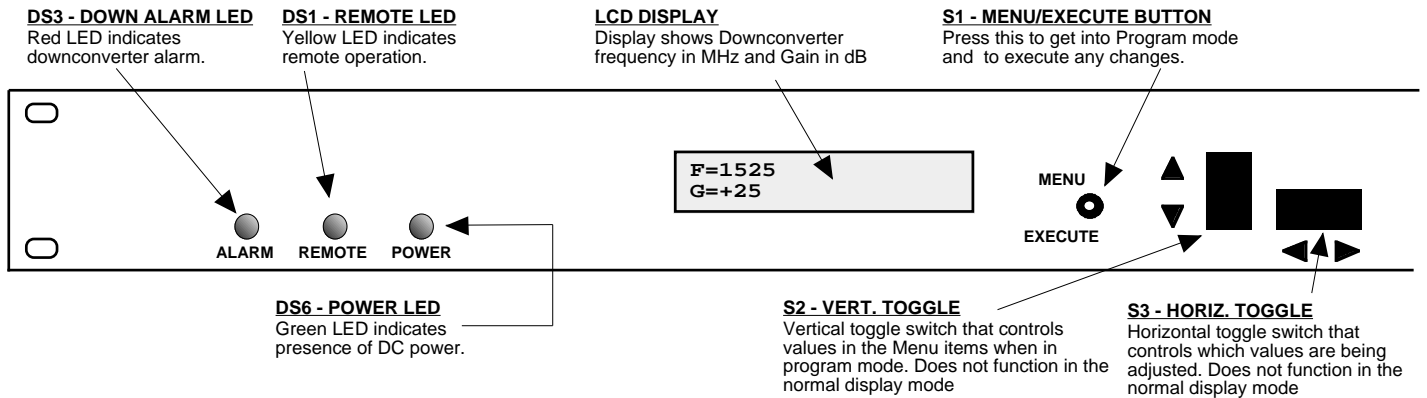 DS3 - DOWN ALARM LED
Red LED indicates
downconverter alarm.
DS1 - REMOTE LED
Yellow LED indicates
remote operation.
LCD DISPLAY
Display shows Downconverter
frequency in MHz and Gain in dB
S1 - MENU/EXECUTE BUTTON
Press this to get into Program mode
and to execute any changes.
F=1525
G=+25
MENU
EXECUTE
ALARM
REMOTE
POWER
DS6 - POWER LED
Green LED indicates
presence of DC power.
S2 - VERT. TOGGLE
Vertical toggle switch that controls
values in the Menu items when in
program mode. Does not function in the
normal display mode
S3 - HORIZ. TOGGLE
Horizontal toggle switch that
controls which values are being
adjusted. Does not function in the
normal display mode